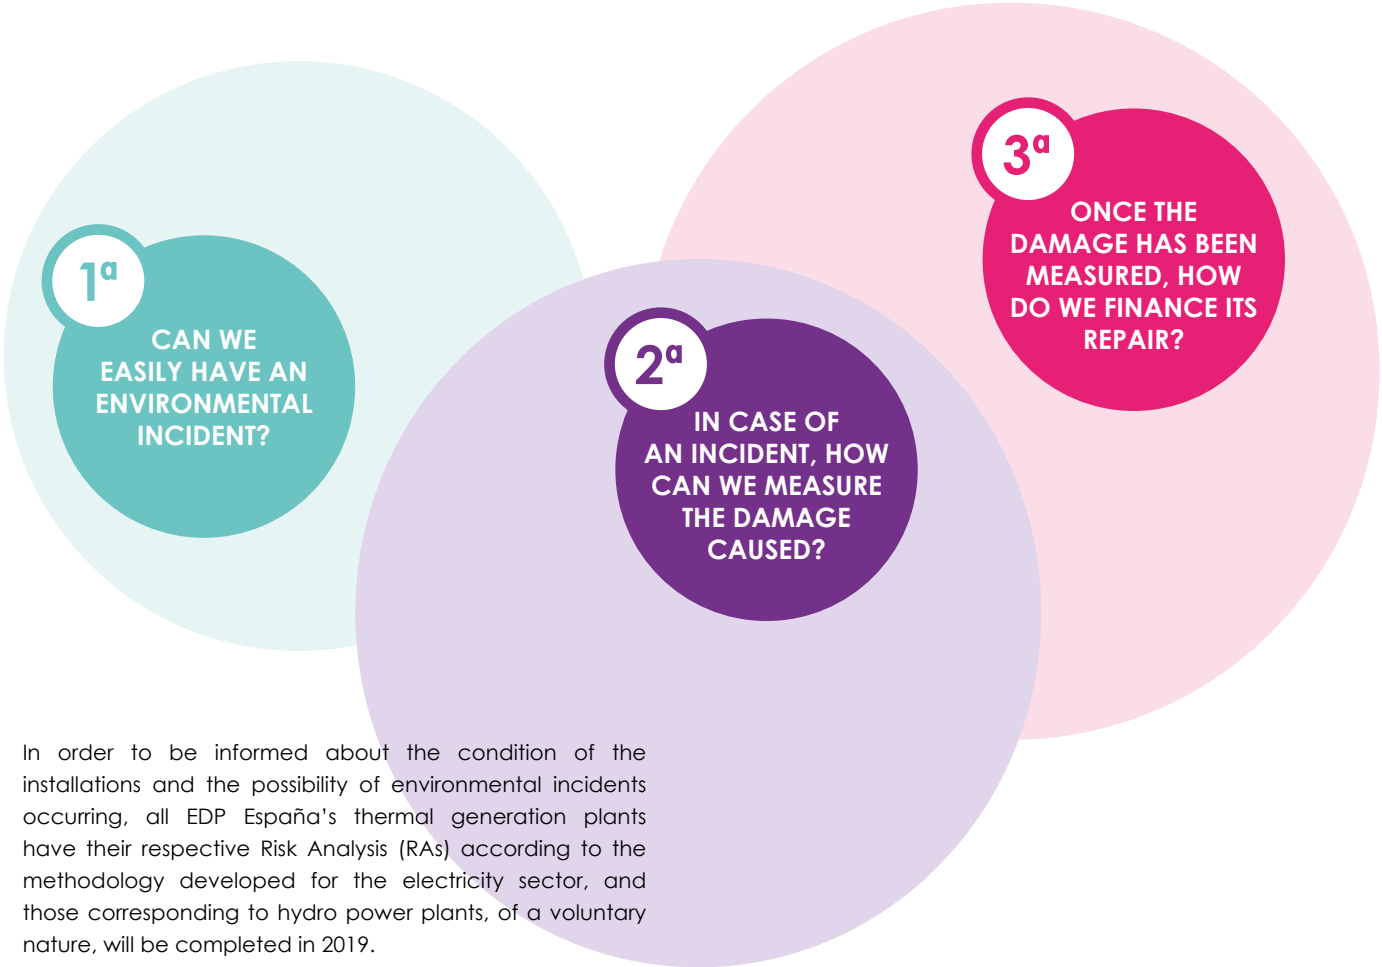 1ª
CAN WE
EASILY HAVE AN
ENVIRONMENTAL
INCIDENT?
2ª
IN CASE OF
AN INCIDENT, HOW
CAN WE MEASURE
THE DAMAGE
CAUSED?
3ª
ONCE THE
DAMAGE HAS BEEN
MEASURED, HOW
DO WE FINANCE ITS
REPAIR?
In order to be informed about the condition of the
installations and the possibility of environmental incidents
occurring, all EDP España’s thermal generation plants
have their respective Risk Analysis (RAs) according to the
methodology developed for the electricity sector, and
those corresponding to hydro power plants, of a voluntary
nature, will be completed in 2019.